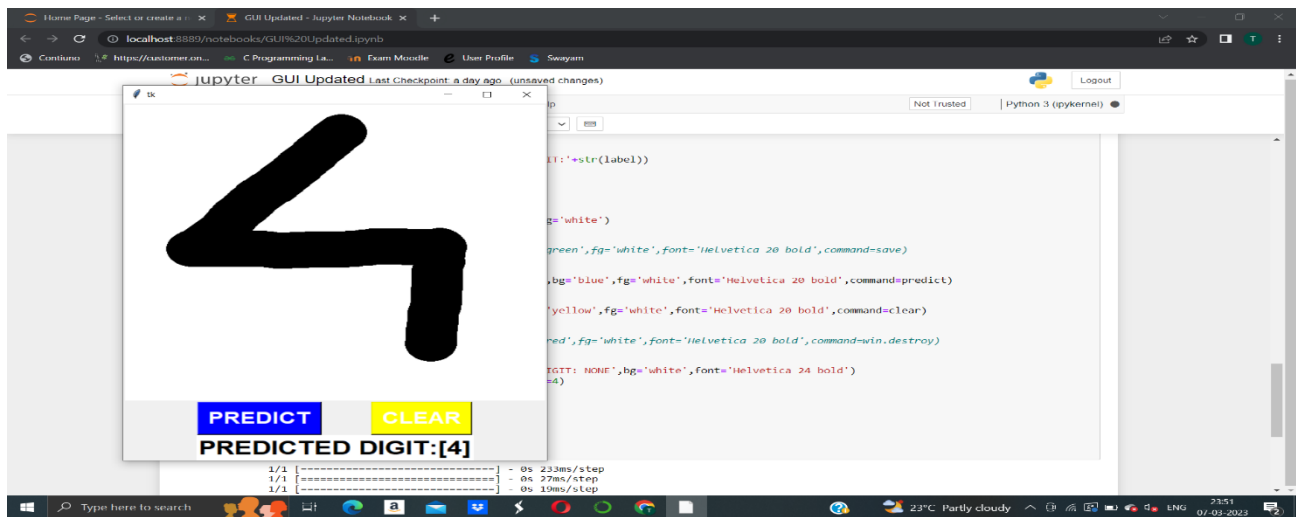 Home Page - Select or create a n
GUI Updated - Jupyter Notebook
localhost:8889/notebooks/GUI%20Updated.ipynb
T
Contiuno
https://customer.on...
C Programming La...
Exam Moodle
User Profile
Swayam
jupyter GUI Updated Last Checkpoint: a day ago (unsaved changes)
Logout
tk
lp
Not Trusted
Python 3 (ipykernel)
IT:'+str(label))
g='white')
green',fg='white',font='Helvetica 20 bold',command=save)
,bg='blue',fg='white',font='Helvetica 20 bold',command=predict)
'yellow',fg='white',font='Helvetica 20 bold',command=clear)
red',fg='white',font='Helvetica 20 bold',command=win.destroy)
IGIT: NONE',bg='white',font='Helvetica 24 bold')
=4)
4
PREDICT
CLEAR
PREDICTED DIGIT:[4]
1/1 [==============================] - 0s 233ms/step
1/1 [==============================] - 0s 27ms/step
1/1 [==============================] - 0s 19ms/step
Type here to search
a
23°C Partly cloudy
ENG
23:51
07-03-2023
2